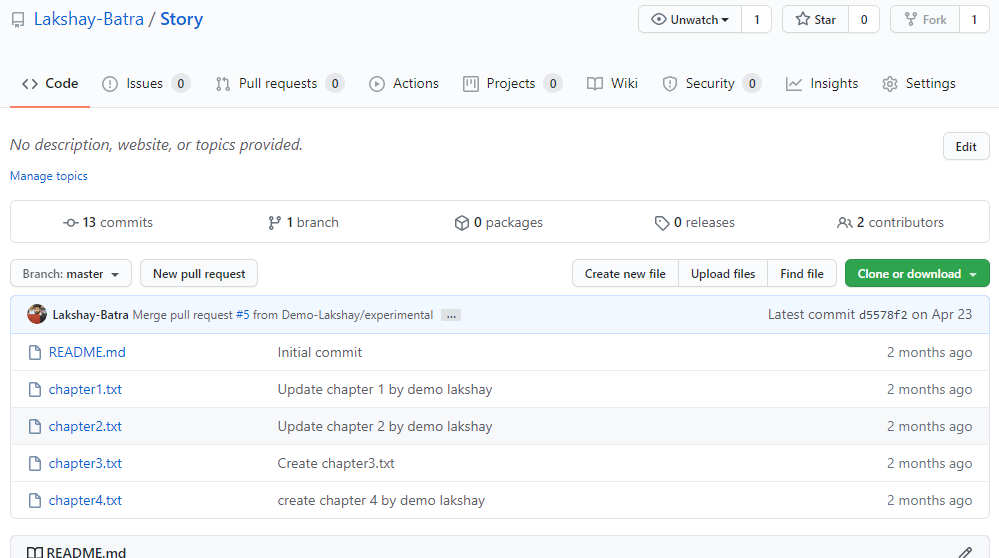 Lakshay-Batra / Story Unwatch 1 Star 0 Fork 1
Code Issues 0 Pull requests 0 Actions Projects 0 Wiki Security 0 Insights Settings
No description, website, or topics provided. Edit
Manage topics
13 commits 1 branch 0 packages 0 releases 2 contributors
Branch: master New pull request Create new file Upload files Find file Clone or download
Lakshay-Batra Merge pull request #5 from Demo-Lakshay/experimental ... Latest commit d5578f2 on Apr 23
README.md Initial commit 2 months ago
chapter1.txt Update chapter 1 by demo lakshay 2 months ago
chapter2.txt Update chapter 2 by demo lakshay 2 months ago
chapter3.txt Create chapter3.txt 2 months ago
chapter4.txt create chapter 4 by demo lakshay 2 months ago
README.md